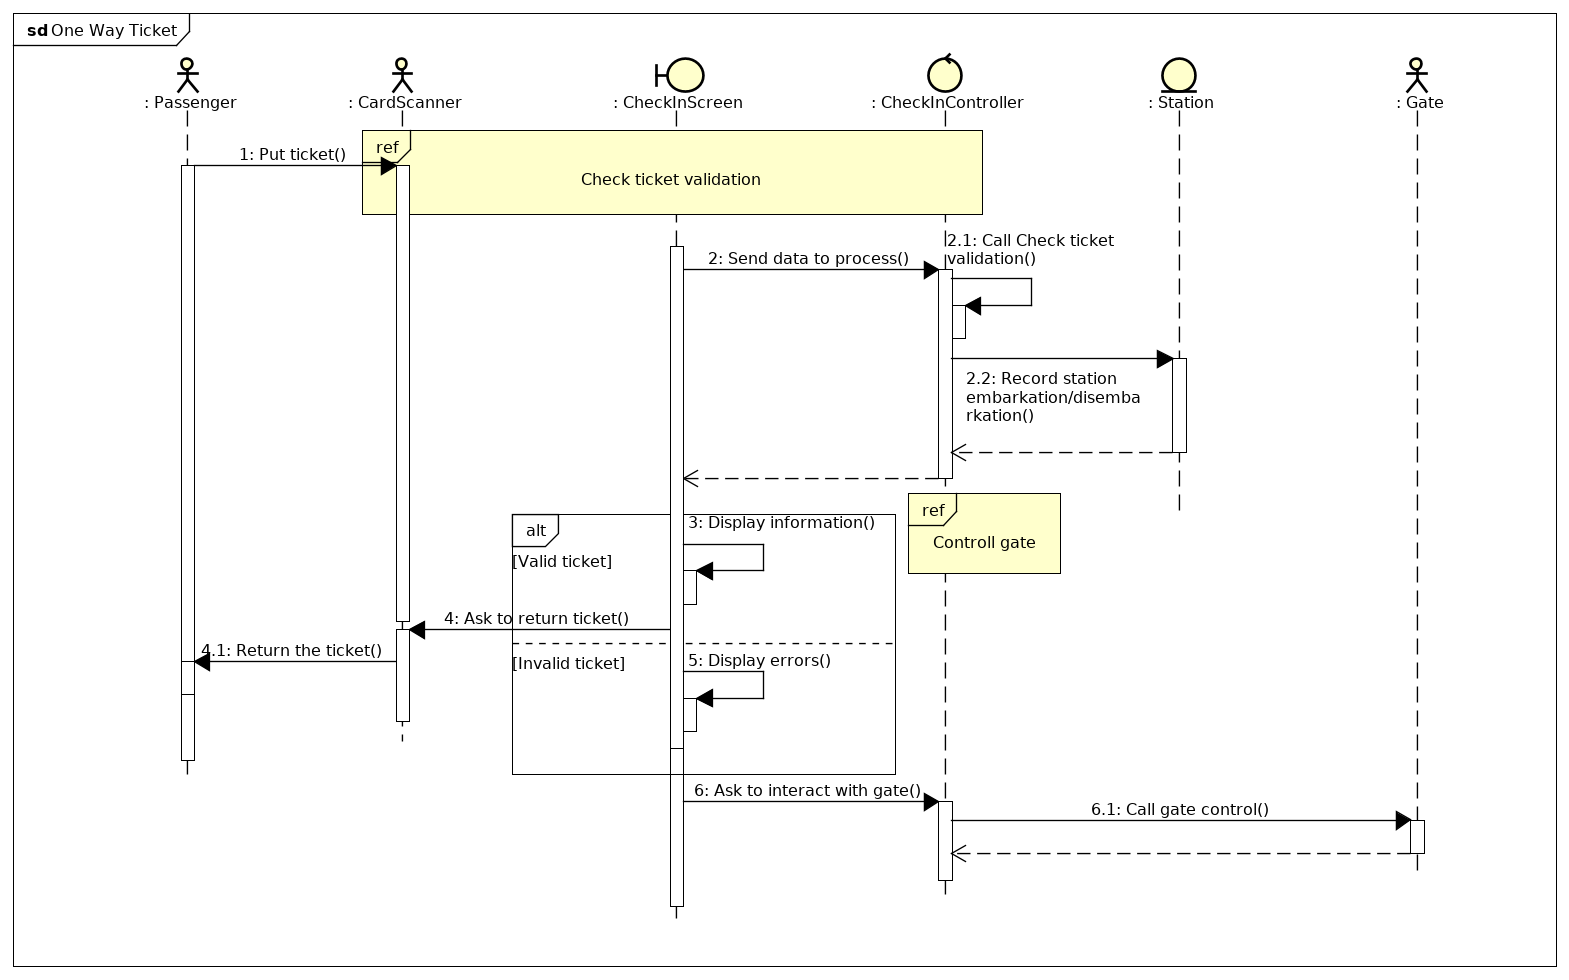 sd One Way Ticket
: Passenger
: CardScanner
: CheckInScreen
: CheckInController
: Station
: Gate
ref
1: Put ticket()
Check ticket validation
2.1: Call Check ticket
validation()
2: Send data to process()
2.2: Record station
embarkation/disemba
rkation()
ref
Controll gate
alt
3: Display information()
[Valid ticket]
4: Ask to return ticket()
4.1: Return the ticket()
[Invalid ticket]
5: Display errors()
6: Ask to interact with gate()
6.1: Call gate control()